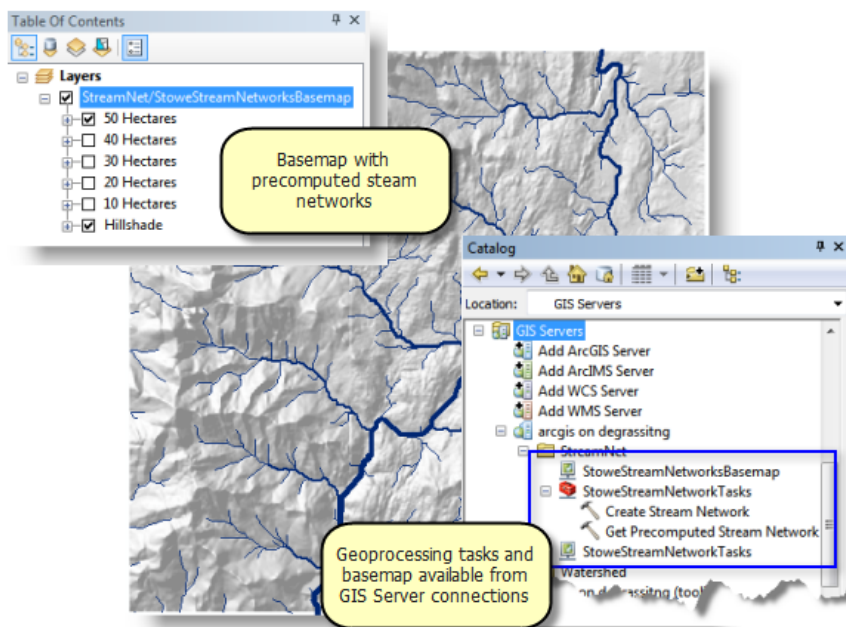 Table Of Contents
Layers
StreamNet/StoweStreamNetworksBasemap
50 Hectares
40 Hectares
30 Hectares
20 Hectares
10 Hectares
Hillshade
Basemap with
precomputed steam
networks
Catalog
Location: GIS Servers
GIS Servers
Add ArcGIS Server
Add ArcIMS Server
Add WCS Server
Add WMS Server
arcgis on degrassitng
StreamNet
StoweStreamNetworksBasemap
StoweStreamNetworkTasks
Create Stream Network
Get Precomputed Stream Network
StoweStreamNetworkTasks
Watershed
on degrassitng
Geoprocessing tasks and
basemap available from
GIS Server connections